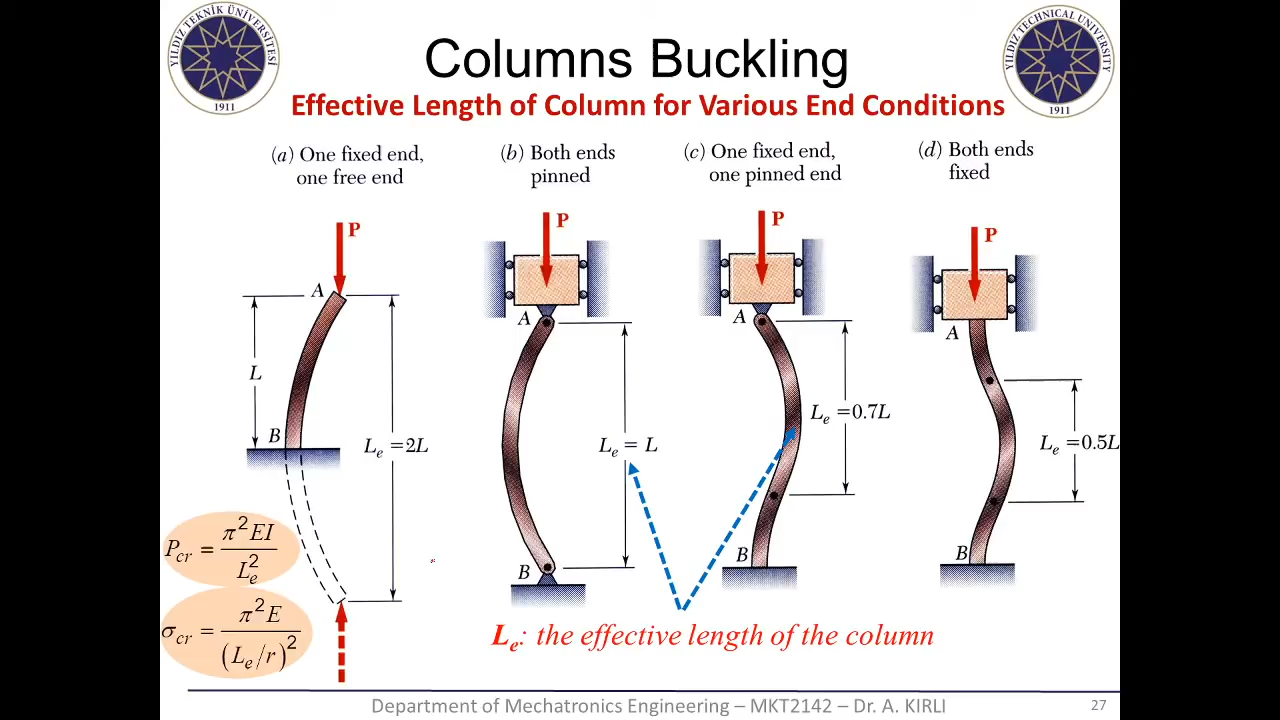 YILDIZ TEKNİK ÜNİVERSİTESİ
1911
Columns Buckling
YILDIZ TECHNICAL UNIVERSITY
1911
Effective Length of Column for Various End Conditions
(a) One fixed end,
one free end
(b) Both ends
pinned
(c) One fixed end,
one pinned end
(d) Both ends
fixed
P
A
L
B
L_e = 2L
P
A
L_e = L
B
P
A
L_e = 0.7L
B
P
A
L_e = 0.5L
B
P_cr = π²EI / L_e²
σ_cr = π²E / (L_e/r)²
L_e: the effective length of the column
Department of Mechatronics Engineering – MKT2142 – Dr. A. KIRLI
27